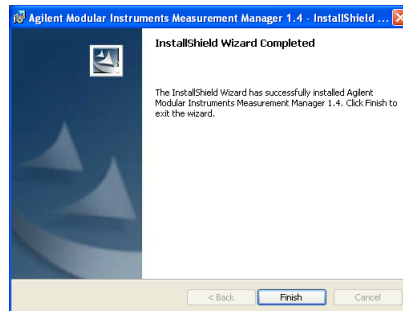 Agilent Modular Instruments Measurement Manager 1.4 - InstallShield ...
InstallShield Wizard Completed
The InstallShield Wizard has successfully installed Agilent
Modular Instruments Measurement Manager 1.4. Click Finish to
exit the wizard.
< Back Finish Cancel